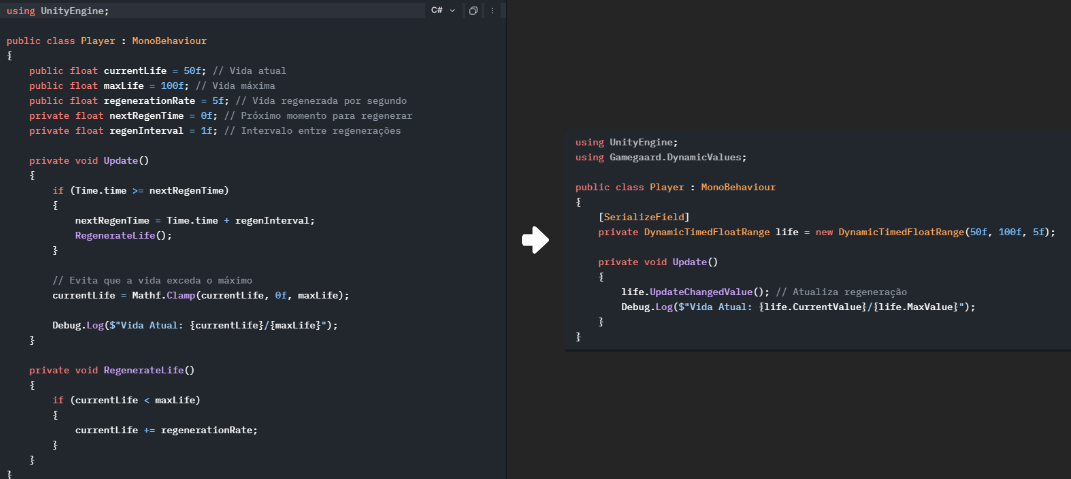 using UnityEngine;
C#
public class Player : MonoBehaviour
{
public float currentLife = 50f; // Vida atual
public float maxLife = 100f; // Vida máxima
public float regenerationRate = 5f; // Vida regenerada por segundo
private float nextRegenTime = 0f; // Próximo momento para regenerar
private float regenInterval = 1f; // Intervalo entre regenerações
private void Update()
{
if (Time.time >= nextRegenTime)
{
nextRegenTime = Time.time + regenInterval;
RegenerateLife();
}
// Evita que a vida exceda o máximo
currentLife = Mathf.Clamp(currentLife, 0f, maxLife);
Debug.Log($"Vida Atual: {currentLife}/{maxLife}");
}
private void RegenerateLife()
{
if (currentLife < maxLife)
{
currentLife += regenerationRate;
}
}
}
using UnityEngine;
using Gamegaard.DynamicValues;
public class Player : MonoBehaviour
{
[SerializeField]
private DynamicTimedFloatRange life = new DynamicTimedFloatRange(50f, 100f, 5f);
private void Update()
{
life.UpdateChangedValue(); // Atualiza regeneração
Debug.Log($"Vida Atual: {life.CurrentValue}/{life.MaxValue}");
}
}